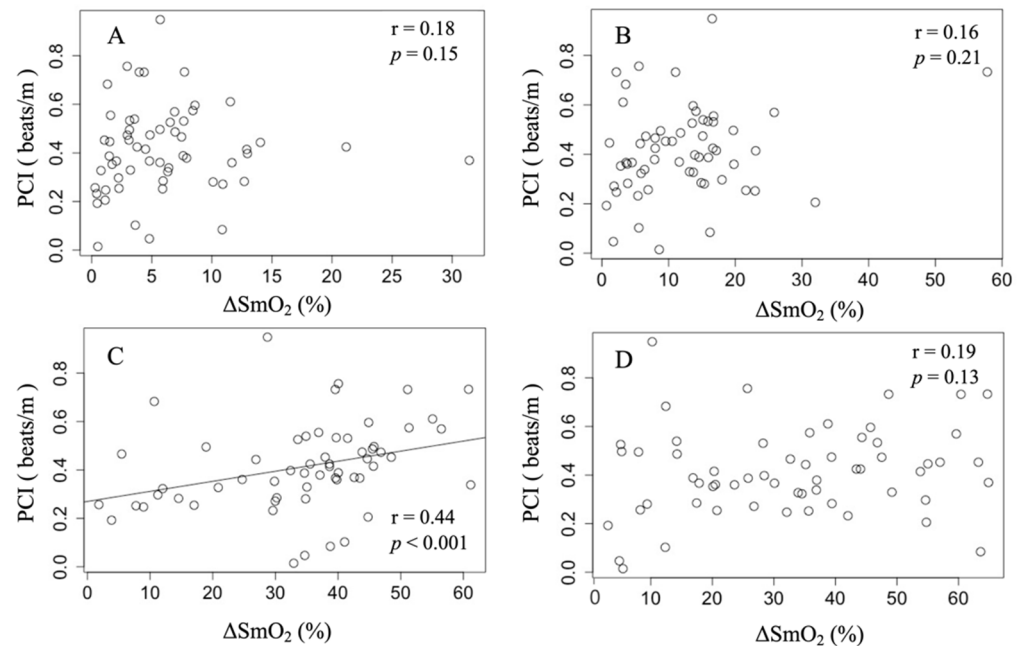 A
r = 0.18
p = 0.15
PCI ( beats/m )
0.8
0.6
0.4
0.2
0.0
0 5 10 15 20 25 30
ΔSmO₂ (%)
B
r = 0.16
p = 0.21
PCI ( beats/m )
0.8
0.6
0.4
0.2
0.0
0 10 20 30 40 50 60
ΔSmO₂ (%)
C
r = 0.44
p < 0.001
PCI ( beats/m )
0.8
0.6
0.4
0.2
0.0
0 10 20 30 40 50 60
ΔSmO₂ (%)
D
r = 0.19
p = 0.13
PCI ( beats/m )
0.8
0.6
0.4
0.2
0.0
0 10 20 30 40 50 60
ΔSmO₂ (%)